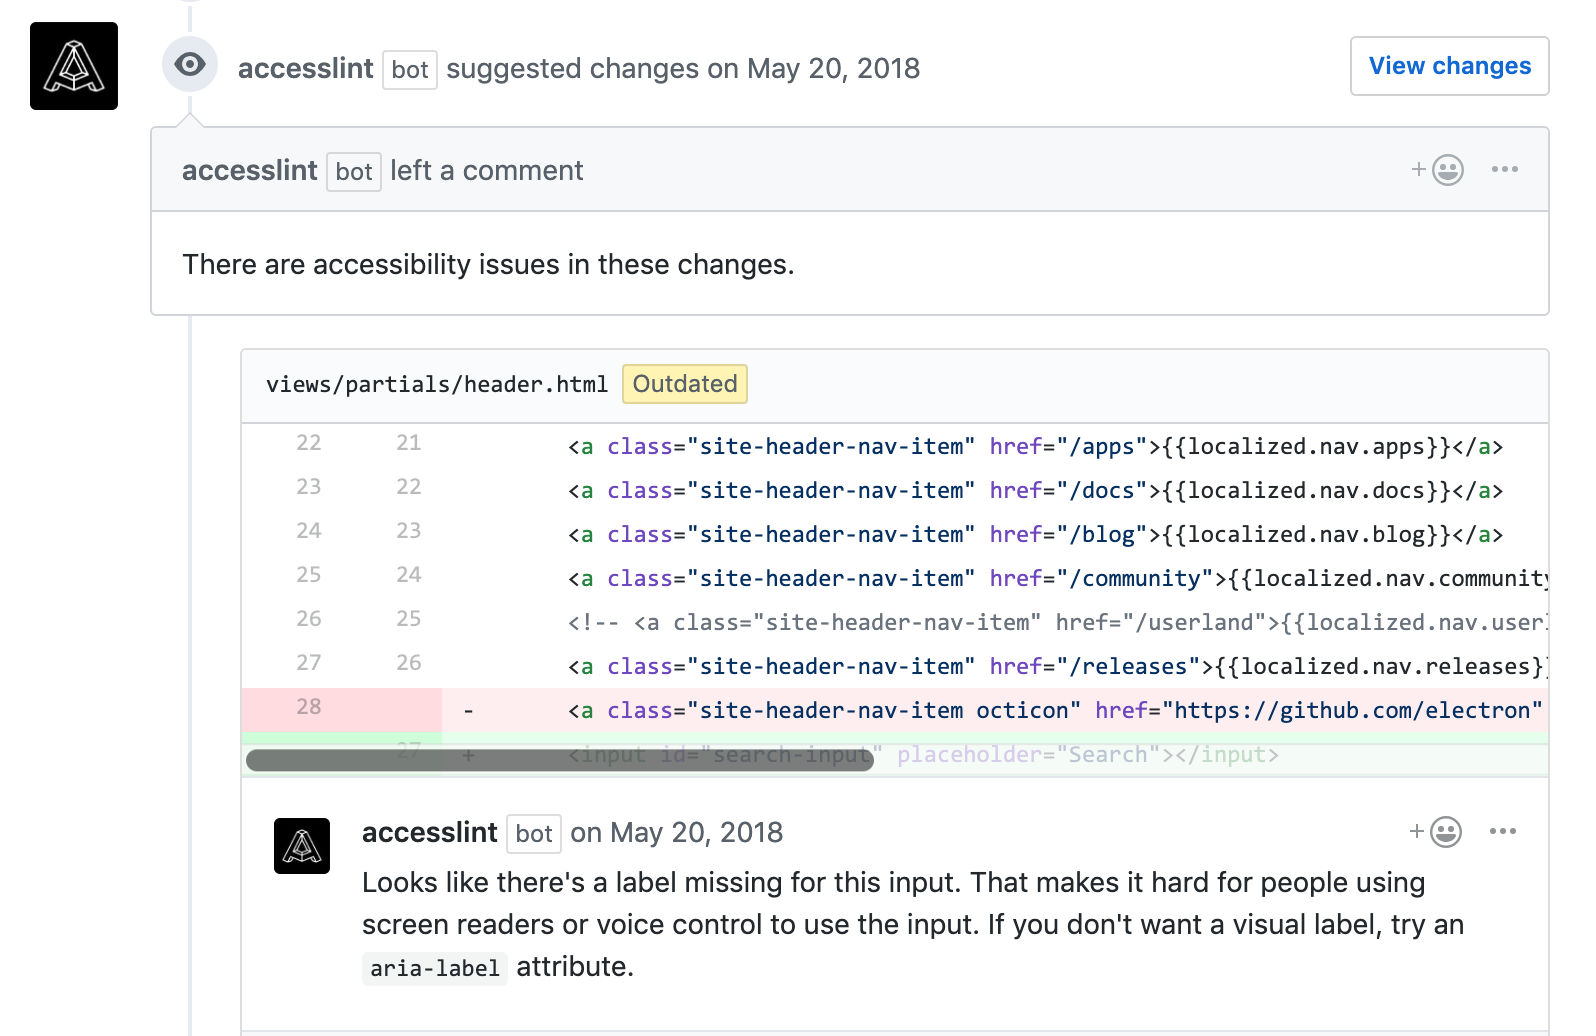 accesslint bot suggested changes on May 20, 2018
View changes
accesslint bot left a comment
There are accessibility issues in these changes.
views/partials/header.html Outdated
22 21 <a class="site-header-nav-item" href="/apps">{{localized.nav.apps}}</a>
23 22 <a class="site-header-nav-item" href="/docs">{{localized.nav.docs}}</a>
24 23 <a class="site-header-nav-item" href="/blog">{{localized.nav.blog}}</a>
25 24 <a class="site-header-nav-item" href="/community">{{localized.nav.community
26 25 <!-- <a class="site-header-nav-item" href="/userland">{{localized.nav.userl
27 26 <a class="site-header-nav-item" href="/releases">{{localized.nav.releases}}
28 - <a class="site-header-nav-item octicon" href="https://github.com/electron"
27 + <input id="search-input" placeholder="Search"></input>
accesslint bot on May 20, 2018
Looks like there's a label missing for this input. That makes it hard for people using
screen readers or voice control to use the input. If you don't want a visual label, try an
aria-label attribute.